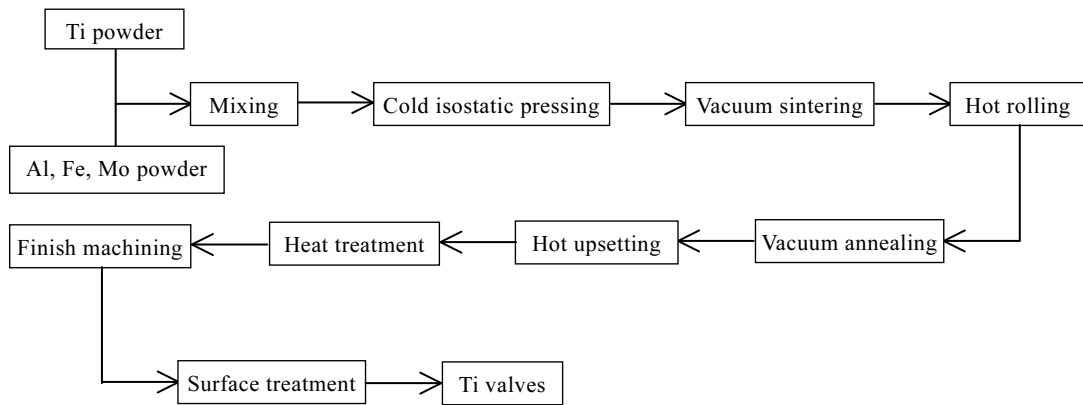 Ti powder
Mixing
Cold isostatic pressing
Vacuum sintering
Hot rolling
Al, Fe, Mo powder
Vacuum annealing
Hot upsetting
Heat treatment
Finish machining
Surface treatment
Ti valves